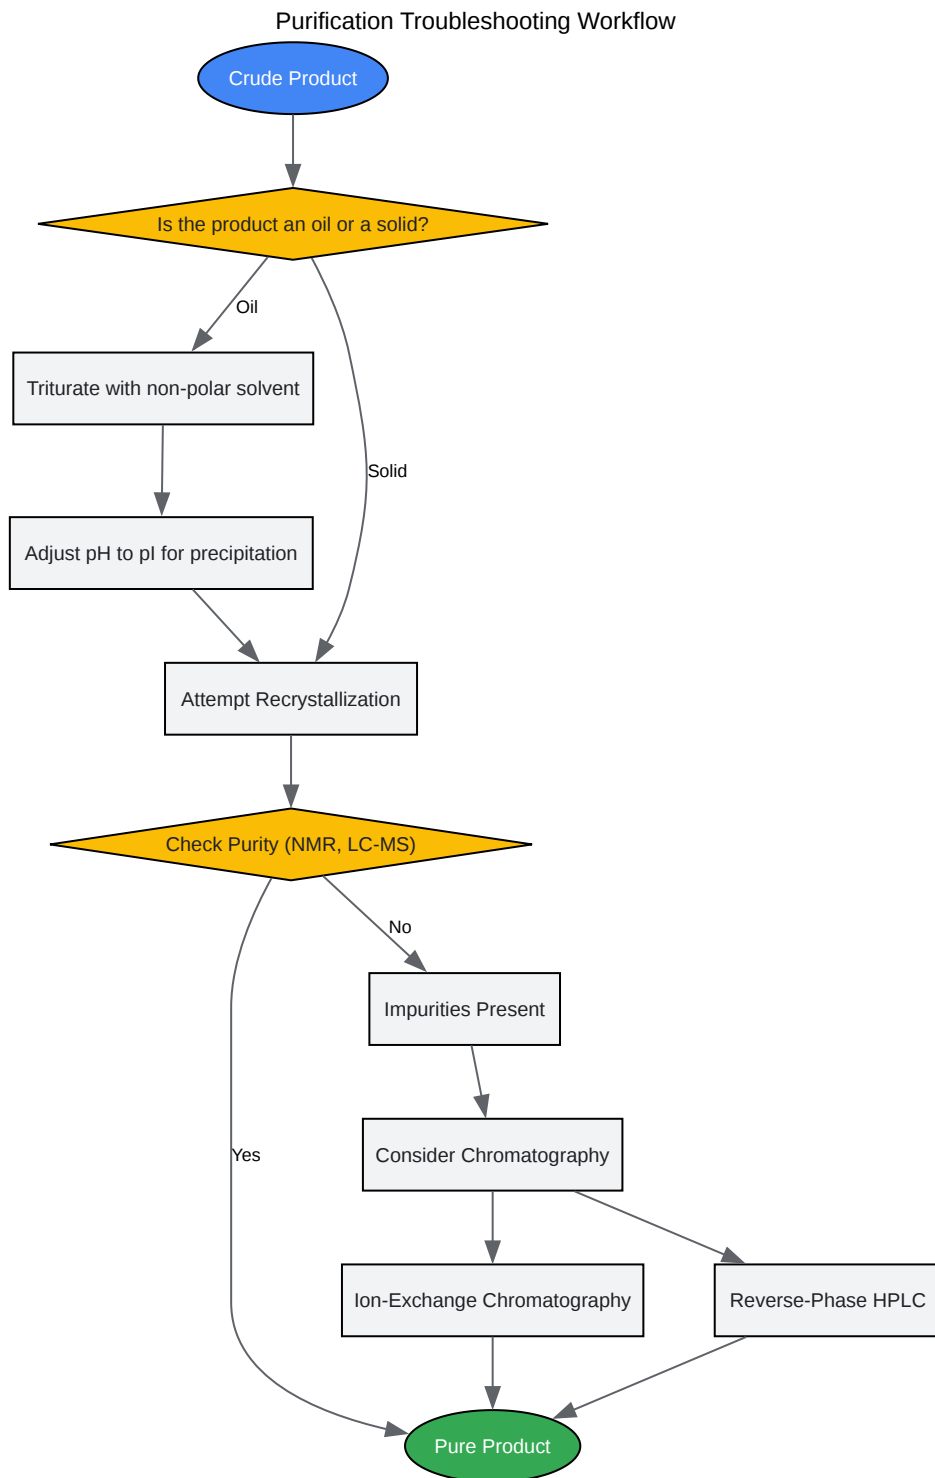 Purification Troubleshooting Workflow
Crude Product
Is the product an oil or a solid?
Oil
Triturate with non-polar solvent
Solid
Adjust pH to pI for precipitation
Attempt Recrystallization
Check Purity (NMR, LC-MS)
No
Impurities Present
Yes
Consider Chromatography
Ion-Exchange Chromatography
Reverse-Phase HPLC
Pure Product